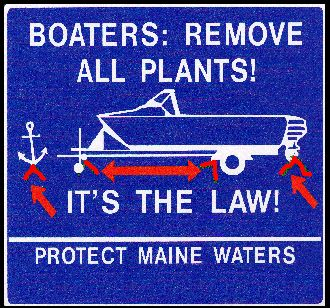 BOATERS: REMOVE
ALL PLANTS!
IT'S THE LAW!
PROTECT MAINE WATERS